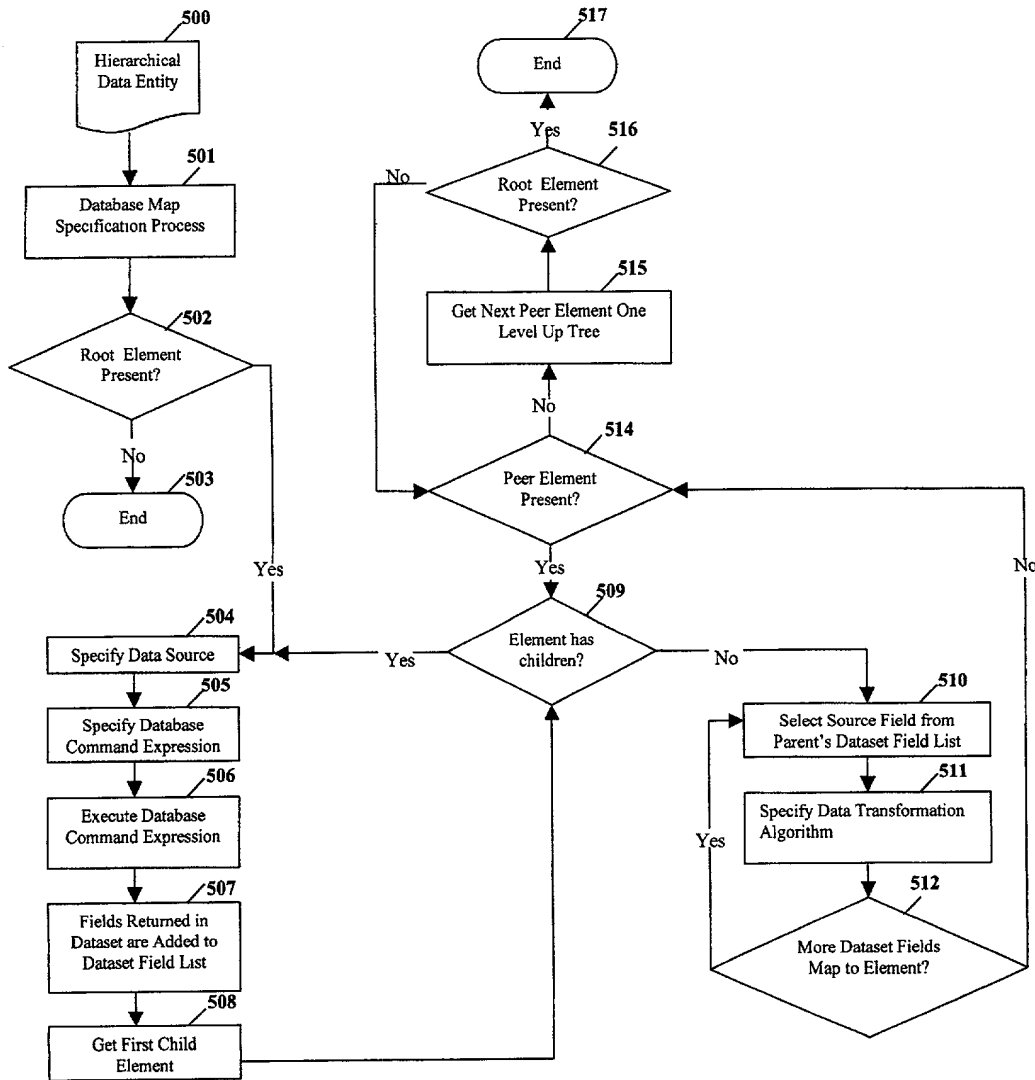 500
Hierarchical
Data Entity
501
Database Map
Specification Process
502
Root Element
Present?
No
503
End
Yes
504
Specify Data Source
505
Specify Database
Command Expression
506
Execute Database
Command Expression
507
Fields Returned in
Dataset are Added to
Dataset Field List
508
Get First Child
Element
517
End
Yes
516
No
Root Element
Present?
515
Get Next Peer Element One
Level Up Tree
No
514
Peer Element
Present?
Yes
509
Element has
children?
Yes
No
510
Select Source Field from
Parent's Dataset Field List
511
Specify Data Transformation
Algorithm
Yes
512
More Dataset Fields
Map to Element?
No